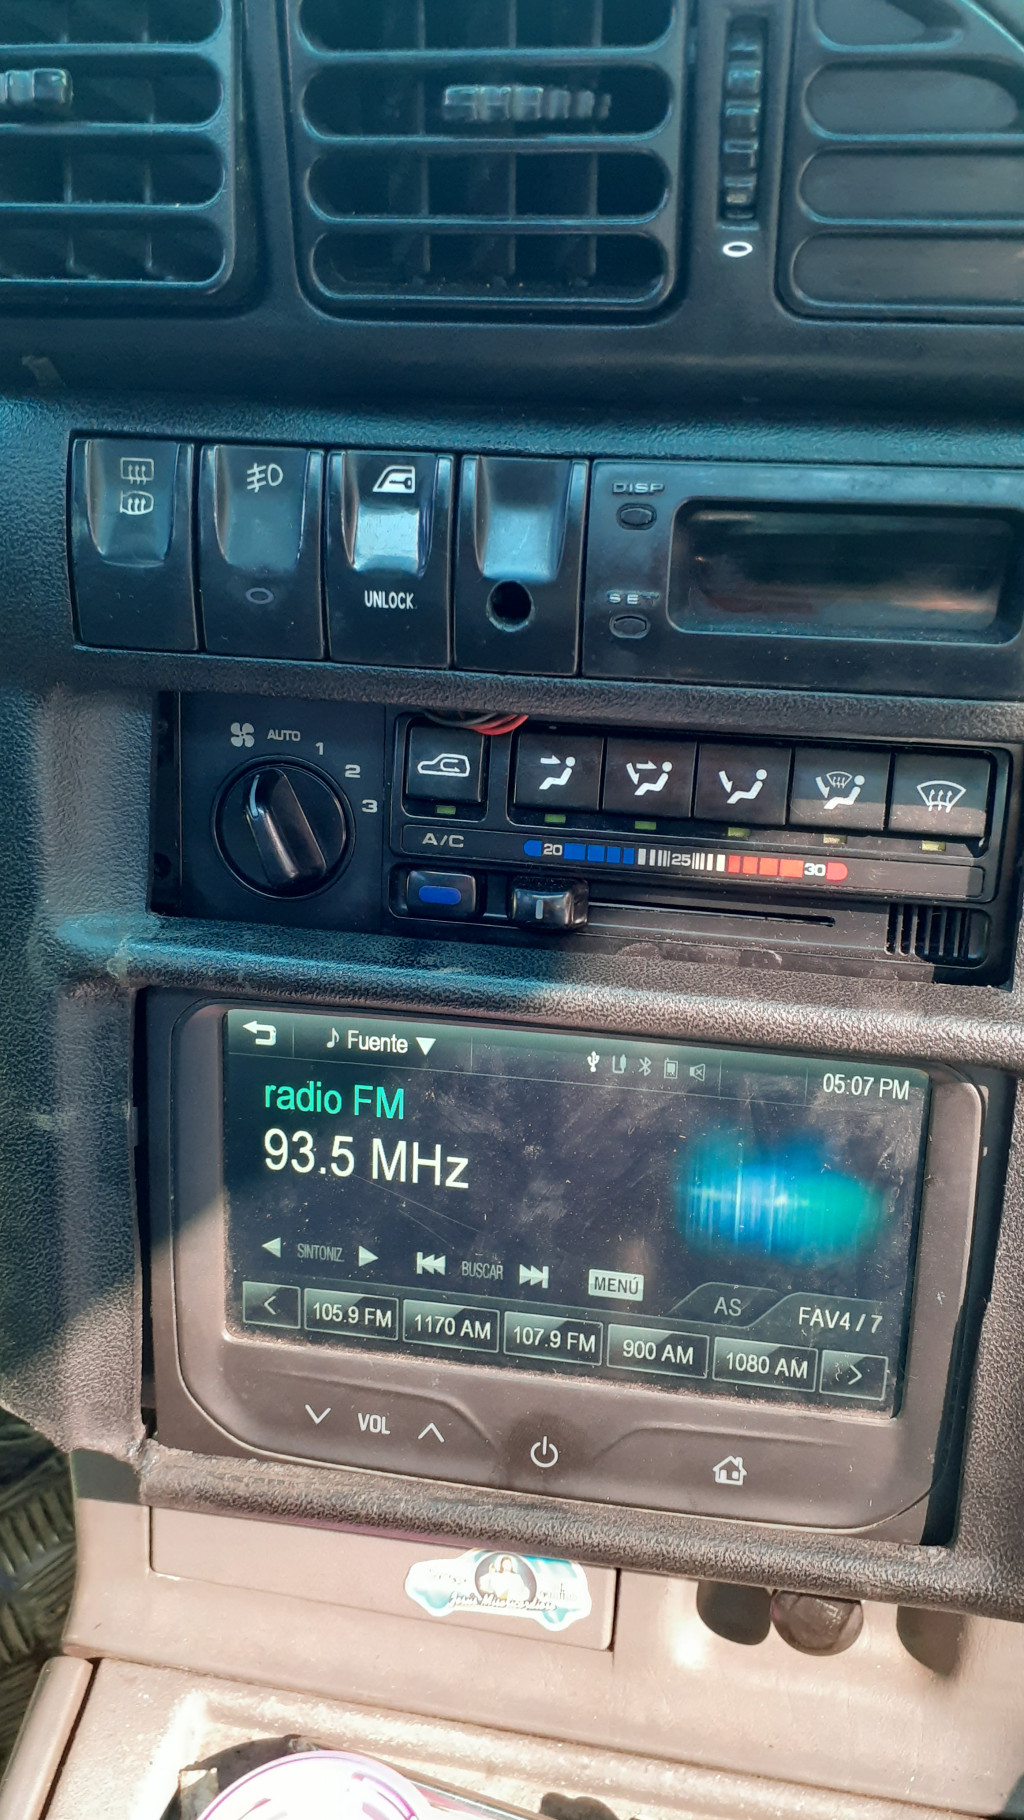 DISP
SET
UNLOCK
AUTO
1
2
3
A/C
20
25
30
Fuente
05:07 PM
radio FM
93.5 MHz
SINTONIZ
BUSCAR
MENÚ
AS
FAV4 / 7
105.9 FM
1170 AM
107.9 FM
900 AM
1080 AM
VOL